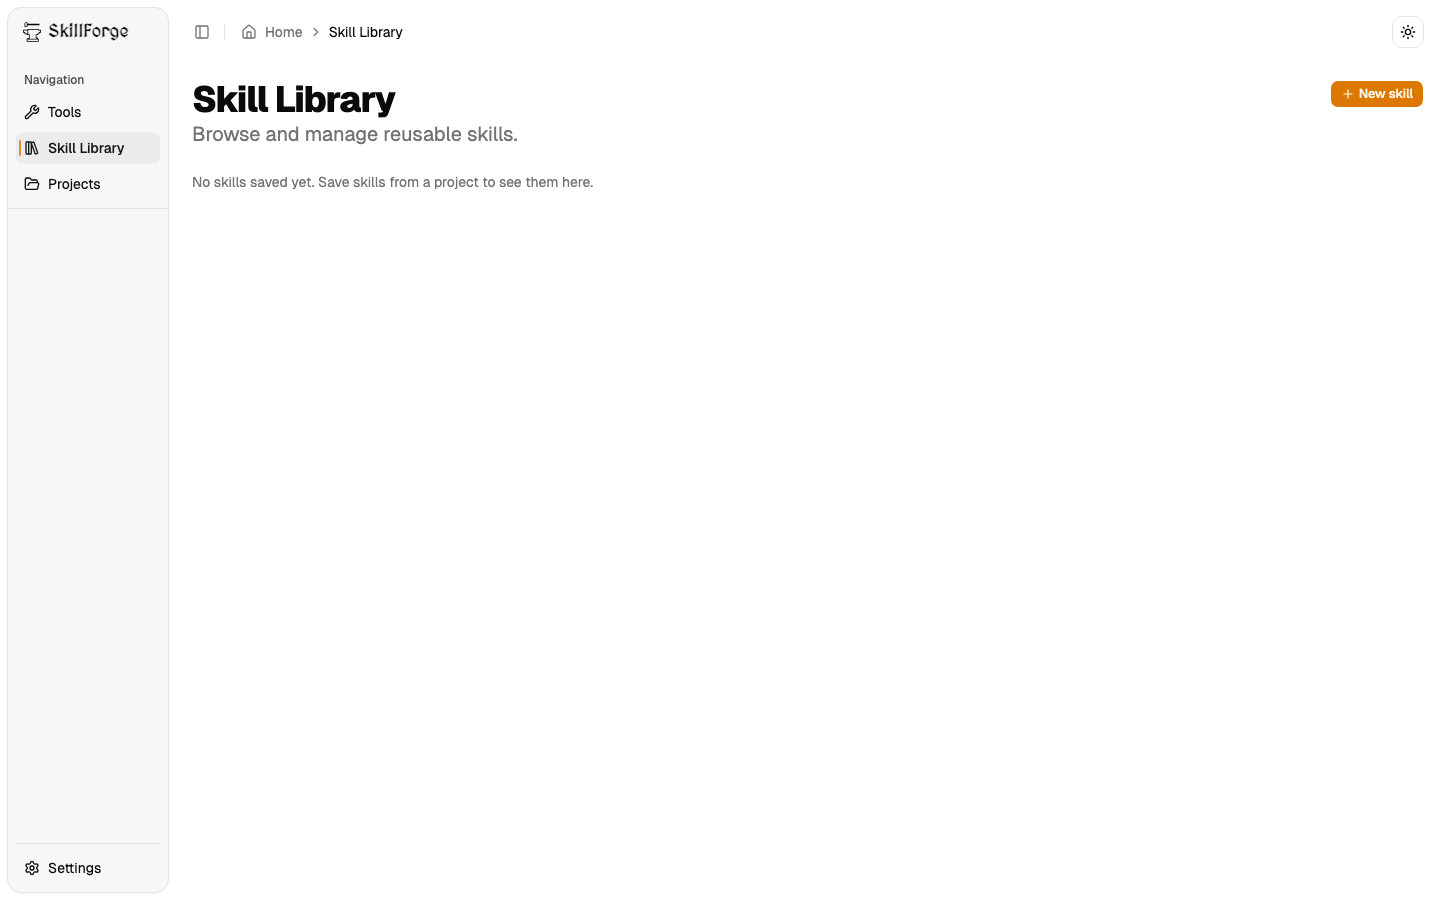 SkillForge
Navigation
Tools
Skill Library
Projects
Settings
Home
Skill Library
Skill Library
New skill
Browse and manage reusable skills.
No skills saved yet. Save skills from a project to see them here.